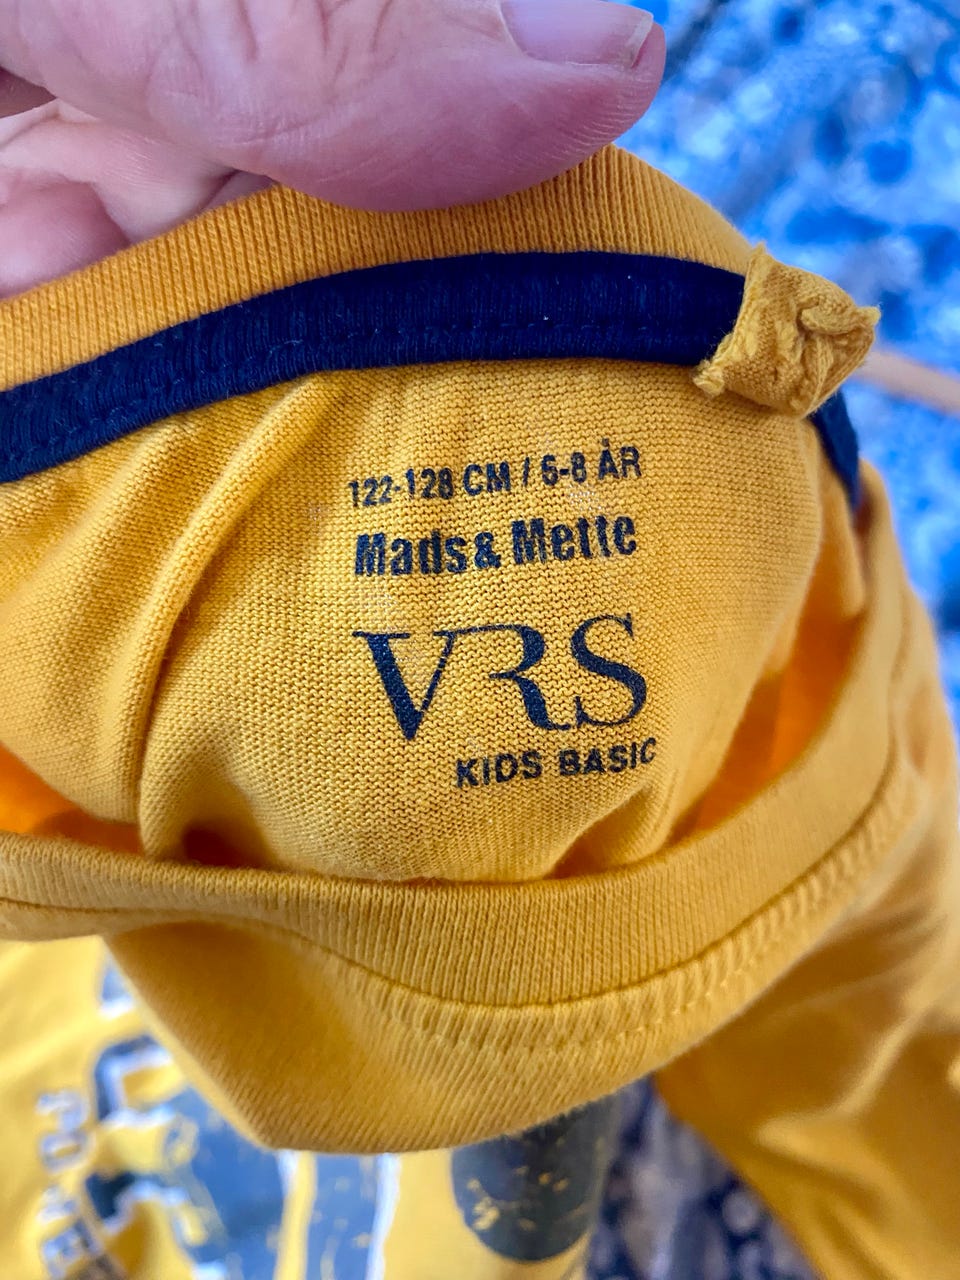 122-128 CM / 6-8 ÅR
Mads & Mette
VRS
KIDS BASIC